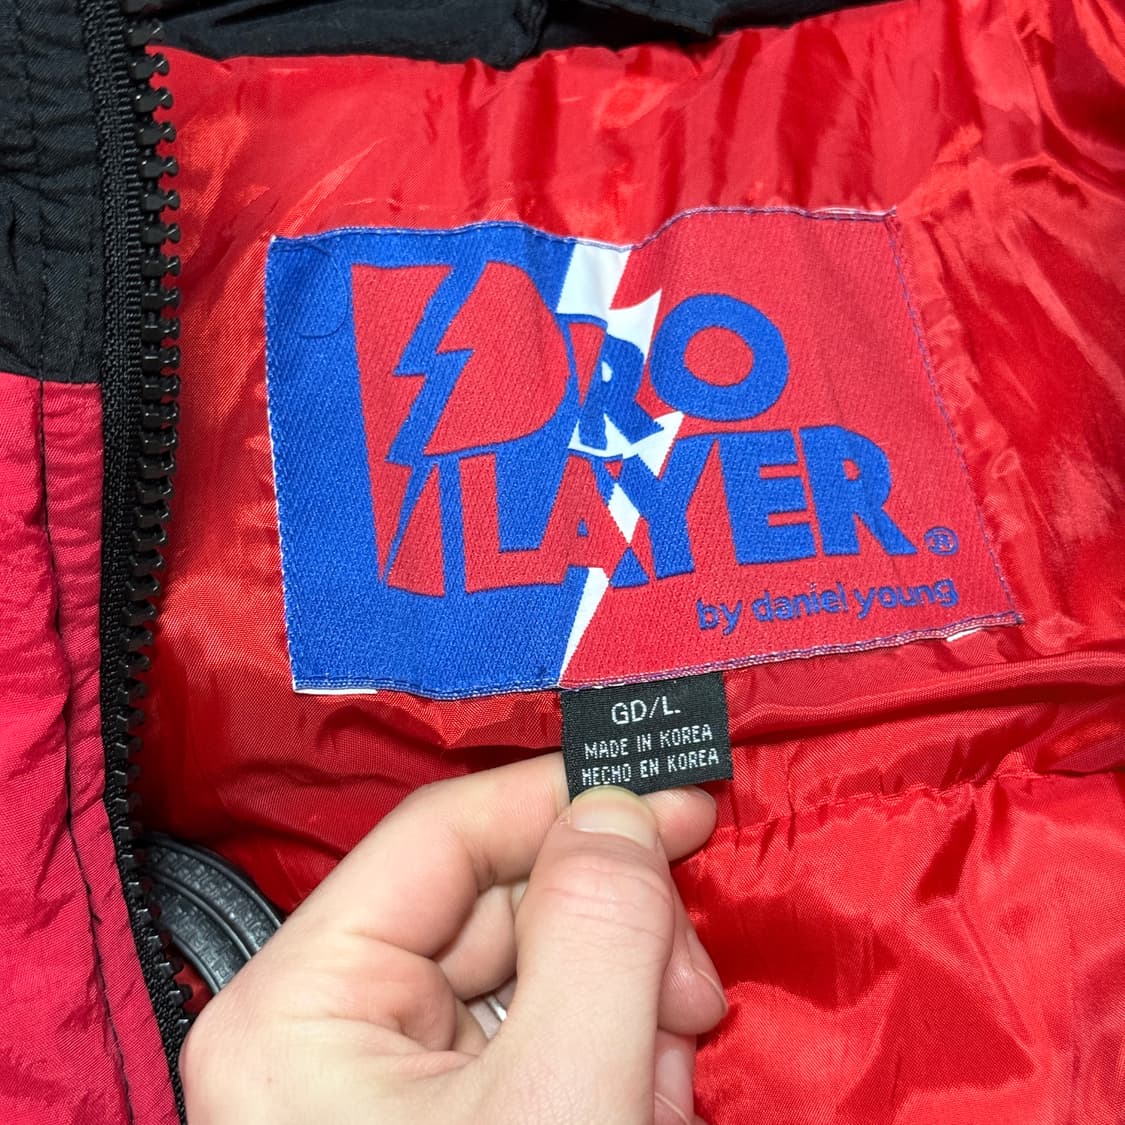 PRO
PLAYER®
by daniel young
GD/L.
MADE IN KOREA
HECHO EN KOREA